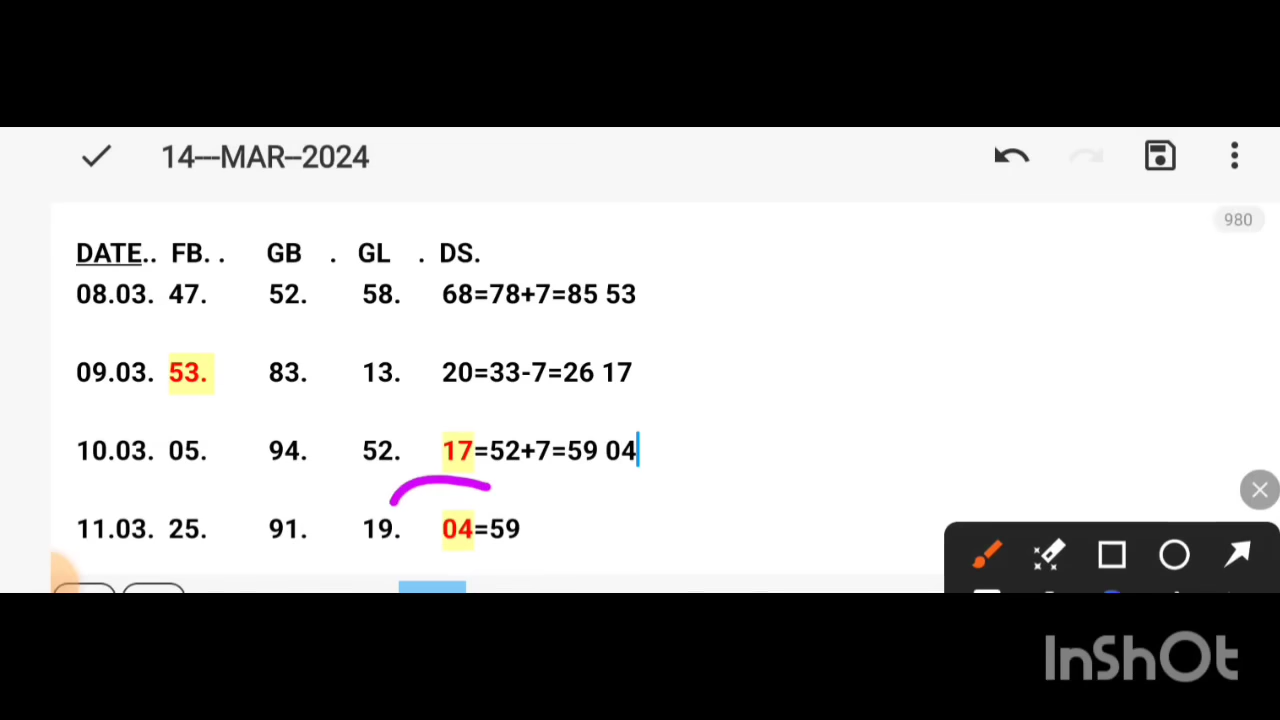 14---MAR--2024
980
DATE.. FB. . GB . GL . DS.
08.03. 47. 52. 58. 68=78+7=85 53
09.03. 53. 83. 13. 20=33-7=26 17
10.03. 05. 94. 52. 17=52+7=59 04
11.03. 25. 91. 19. 04=59
InShOt